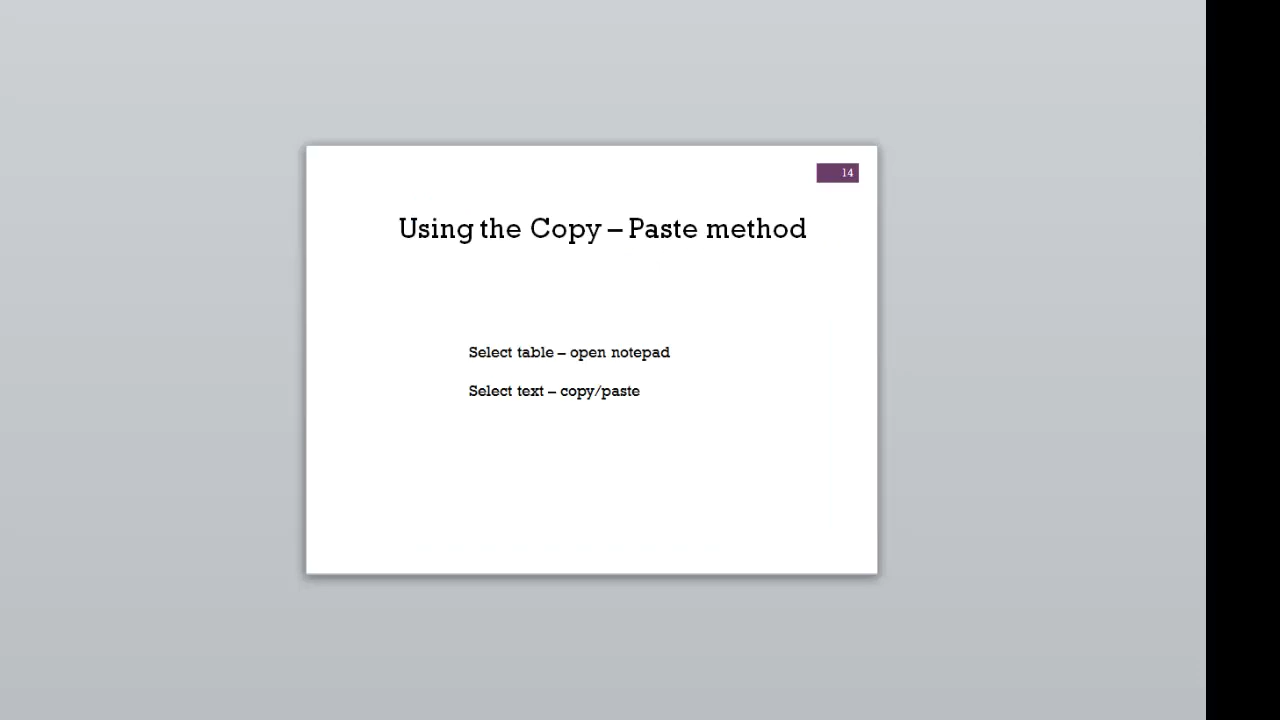 14
Using the Copy – Paste method
Select table – open notepad
Select text – copy/paste